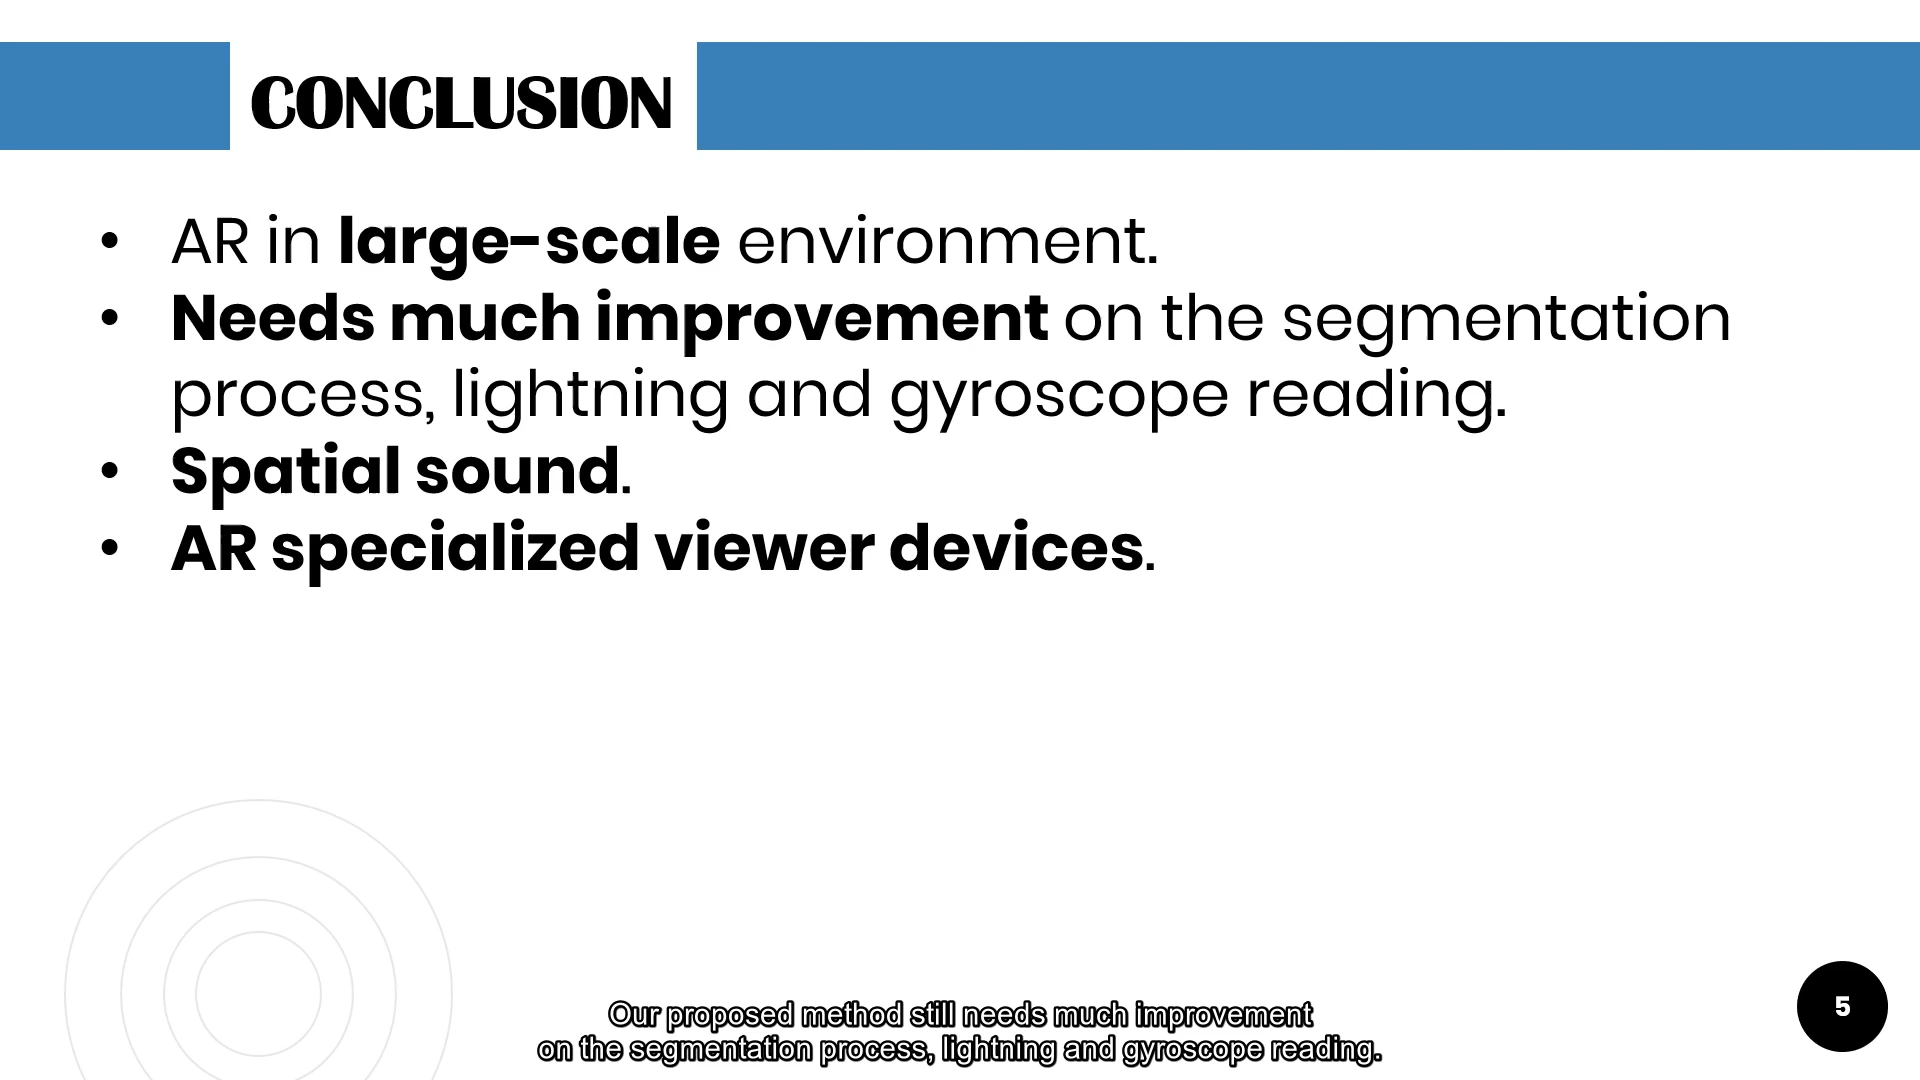 CONCLUSION
• AR in large-scale environment.
• Needs much improvement on the segmentation
process, lightning and gyroscope reading.
• Spatial sound.
• AR specialized viewer devices.
Our proposed method still needs much improvement
on the segmentation process, lightning and gyroscope reading.
5